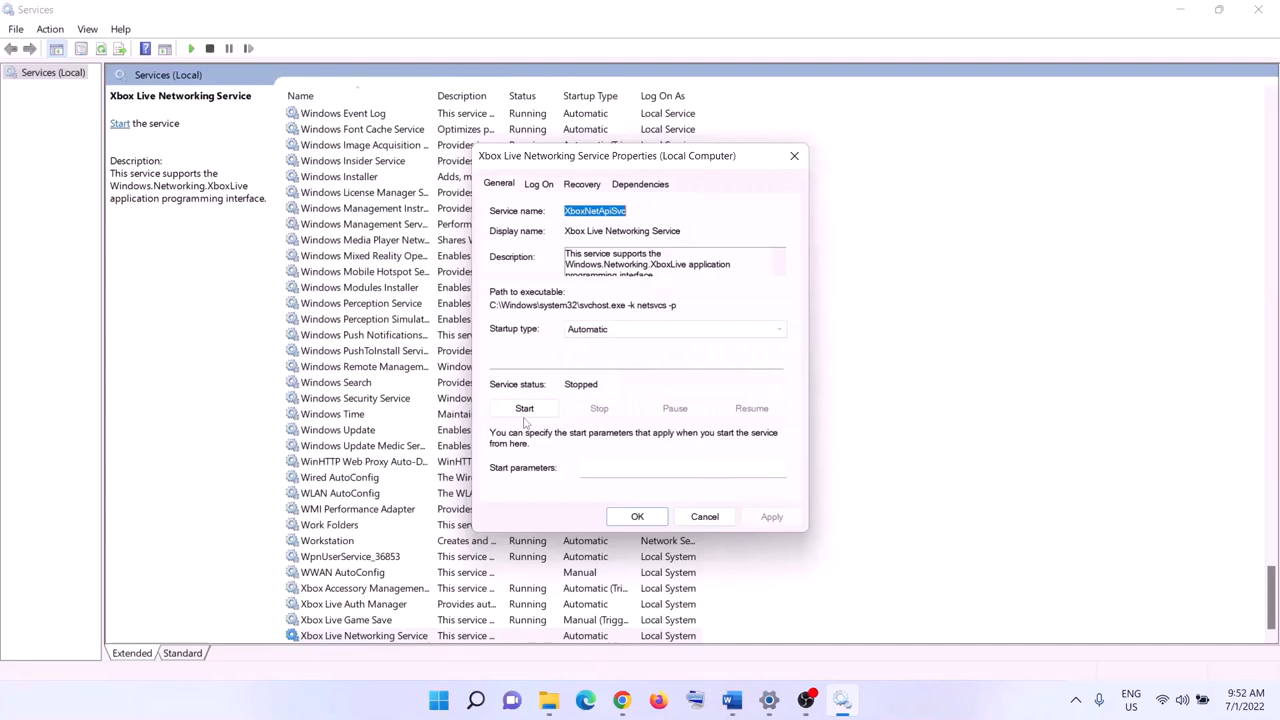 Services
File Action View Help
Services (Local)
Services (Local)
Xbox Live Networking Service
Start the service
Description:
This service supports the
Windows.Networking.XboxLive
application programming interface.
Name Description Status Startup Type Log On As
Windows Event Log This service ... Running Automatic Local Service
Windows Font Cache Service Optimizes p... Running Automatic Local Service
Windows Image Acquisition ... Provides
Windows Insider Service Provides
Windows Installer Adds, m
Windows License Manager S... Provides
Windows Management Instr... Provides
Windows Management Serv... Perform
Windows Media Player Netw... Shares W
Windows Mixed Reality Ope... Enables
Windows Mobile Hotspot Se... Provides
Windows Modules Installer Enables
Windows Perception Service Enables
Windows Perception Simulat... Enables
Windows Push Notifications... This ser
Windows PushToInstall Servi... Provides
Windows Remote Managem... Window
Windows Search Provides
Windows Security Service Window
Windows Time Maintai
Windows Update Enables
Windows Update Medic Ser... Enables
WinHTTP Web Proxy Auto-D... WinHTT
Wired AutoConfig The Wire
WLAN AutoConfig The WLA
WMI Performance Adapter Provides
Work Folders This ser
Workstation Creates and ... Running Automatic Network Se...
WpnUserService_36853 This service ... Running Automatic Local System
WWAN AutoConfig This service ... Manual Local System
Xbox Accessory Managemen... This service ... Running Automatic (Tri... Local System
Xbox Live Auth Manager Provides aut... Running Automatic Local System
Xbox Live Game Save This service ... Running Manual (Trigg... Local System
Xbox Live Networking Service This service ... Automatic Local System
Extended Standard
Xbox Live Networking Service Properties (Local Computer)
General Log On Recovery Dependencies
Service name: XboxNetApiSvc
Display name: Xbox Live Networking Service
Description: This service supports the
Windows.Networking.XboxLive application
programming interface
Path to executable:
C:\Windows\system32\svchost.exe -k netsvcs -p
Startup type: Automatic
Service status: Stopped
Start Stop Pause Resume
You can specify the start parameters that apply when you start the service
from here.
Start parameters:
OK Cancel Apply
ENG
US
9:52 AM
7/1/2022